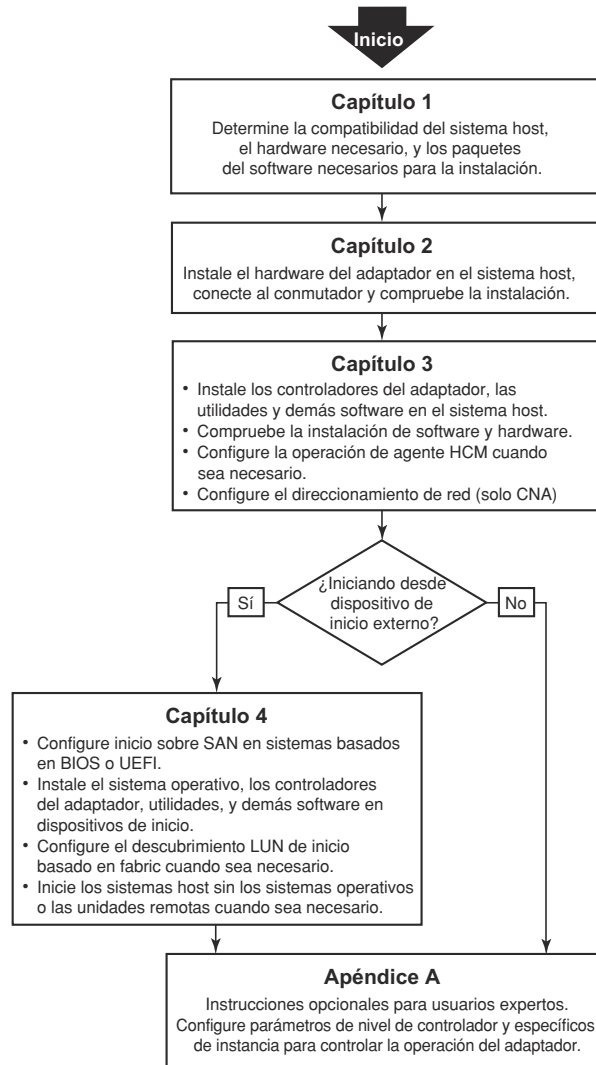 Inicio
Capítulo 1
Determine la compatibilidad del sistema host,
el hardware necesario, y los paquetes
del software necesarios para la instalación.
Capítulo 2
Instale el hardware del adaptador en el sistema host,
conecte al conmutador y compruebe la instalación.
Capítulo 3
• Instale los controladores del adaptador, las
utilidades y demás software en el sistema host.
• Compruebe la instalación de software y hardware.
• Configure la operación de agente HCM cuando
sea necesario.
• Configure el direccionamiento de red (solo CNA)
¿Iniciando desde
dispositivo de
inicio externo?
Sí
No
Capítulo 4
• Configure inicio sobre SAN en sistemas basados
en BIOS o UEFI.
• Instale el sistema operativo, los controladores
del adaptador, utilidades, y demás software en
dispositivos de inicio.
• Configure el descubrimiento LUN de inicio
basado en fabric cuando sea necesario.
• Inicie los sistemas host sin los sistemas operativos
o las unidades remotas cuando sea necesario.
Apéndice A
Instrucciones opcionales para usuarios expertos.
Configure parámetros de nivel de controlador y específicos
de instancia para controlar la operación del adaptador.